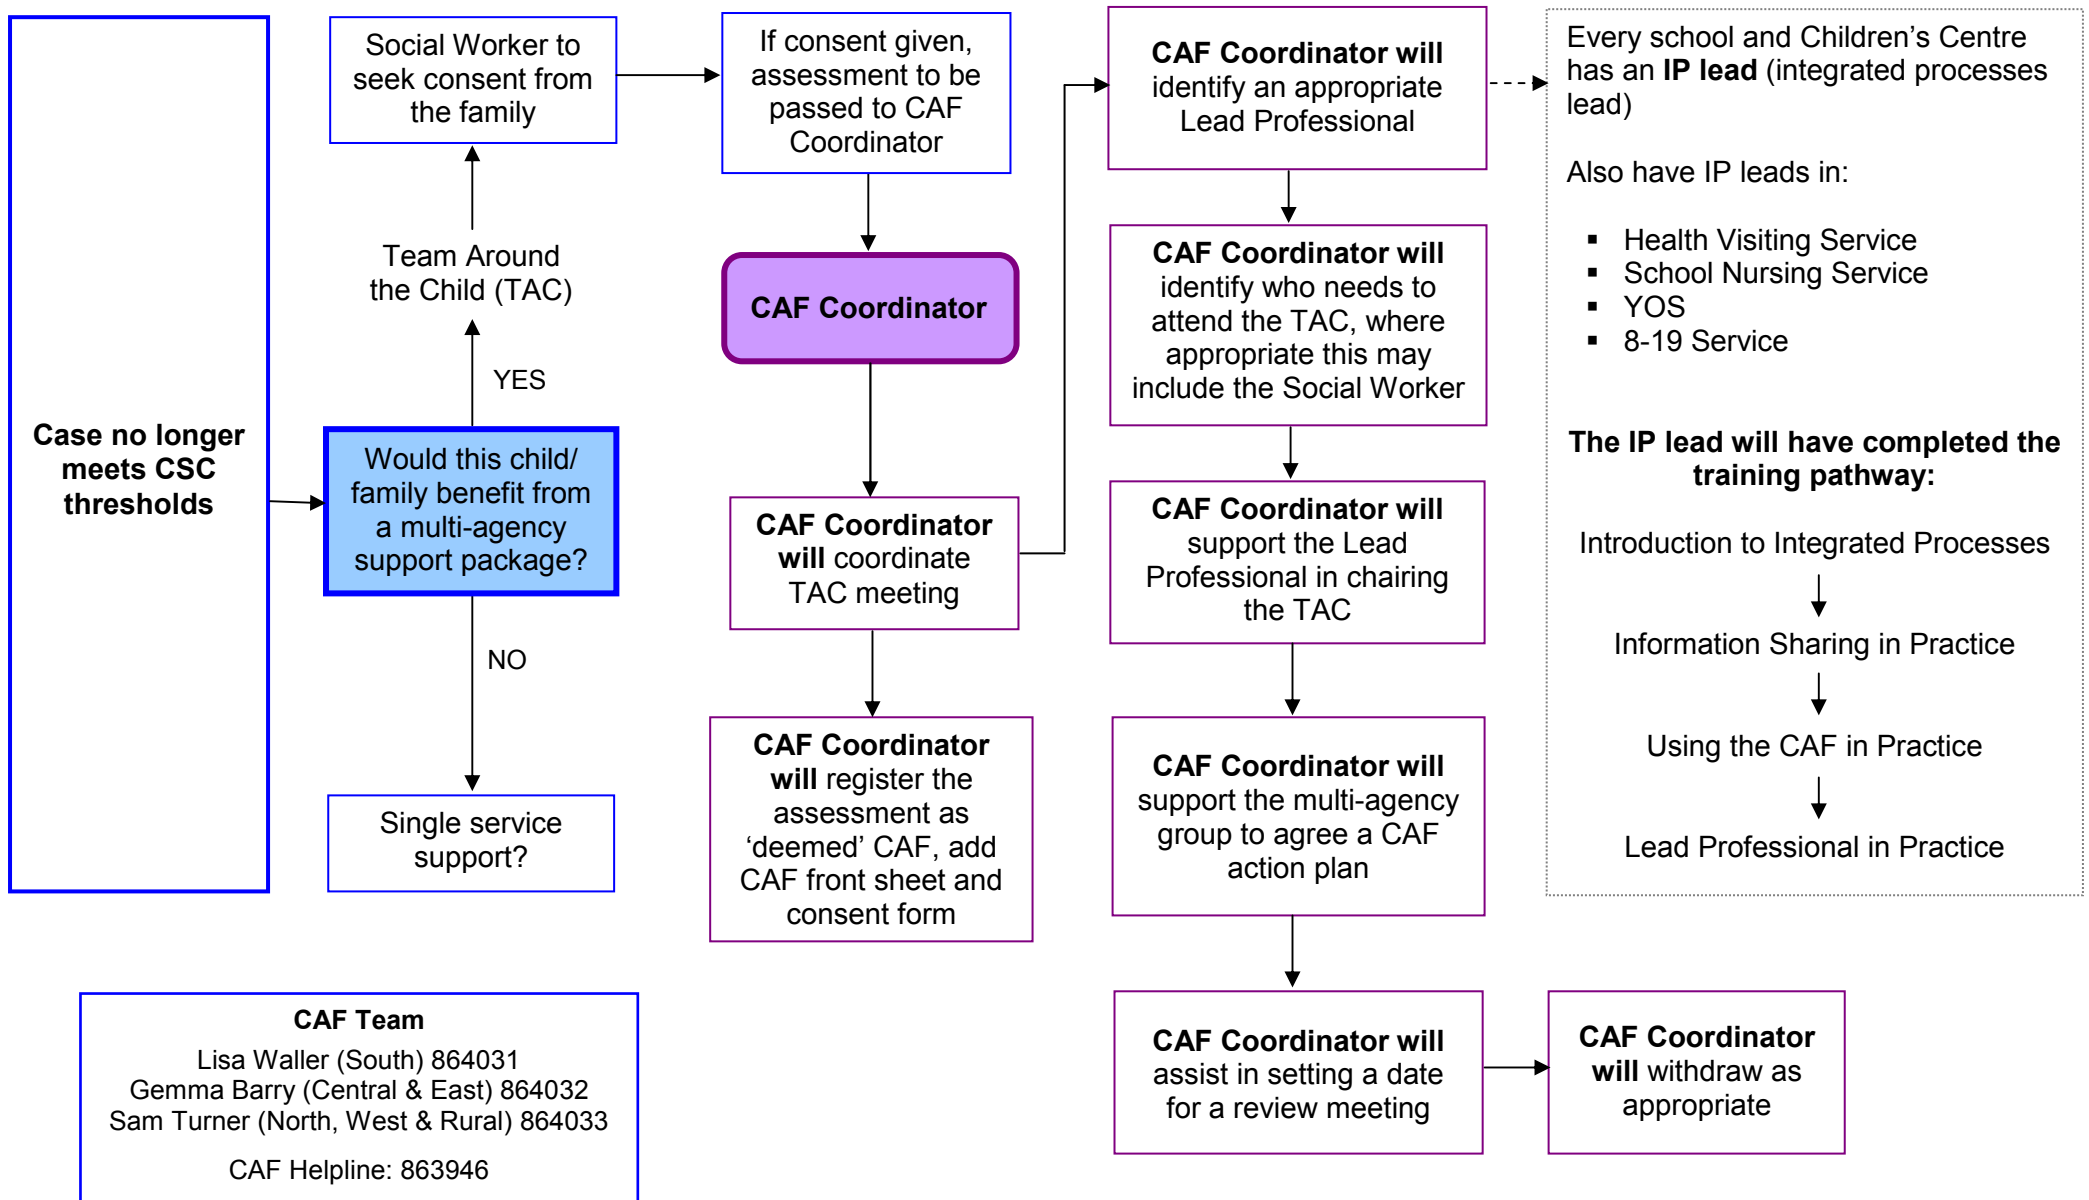 Case no longer
meets CSC
thresholds
Social Worker to
seek consent from
the family
Team Around
the Child (TAC)
YES
Would this child/
family benefit from
a multi-agency
support package?
NO
Single service
support?
If consent given,
assessment to be
passed to CAF
Coordinator
CAF Coordinator
CAF Coordinator
will coordinate
TAC meeting
CAF Coordinator
will register the
assessment as
‘deemed’ CAF, add
CAF front sheet and
consent form
CAF Coordinator will
identify an appropriate
Lead Professional
CAF Coordinator will
identify who needs to
attend the TAC, where
appropriate this may
include the Social Worker
CAF Coordinator will
support the Lead
Professional in chairing
the TAC
CAF Coordinator will
support the multi-agency
group to agree a CAF
action plan
CAF Coordinator will
assist in setting a date
for a review meeting
CAF Coordinator
will withdraw as
appropriate
Every school and Children’s Centre
has an IP lead (integrated processes
lead)
Also have IP leads in:
▪ Health Visiting Service
▪ School Nursing Service
▪ YOS
▪ 8-19 Service
The IP lead will have completed the
training pathway:
Introduction to Integrated Processes
Information Sharing in Practice
Using the CAF in Practice
Lead Professional in Practice
CAF Team
Lisa Waller (South) 864031
Gemma Barry (Central & East) 864032
Sam Turner (North, West & Rural) 864033
CAF Helpline: 863946